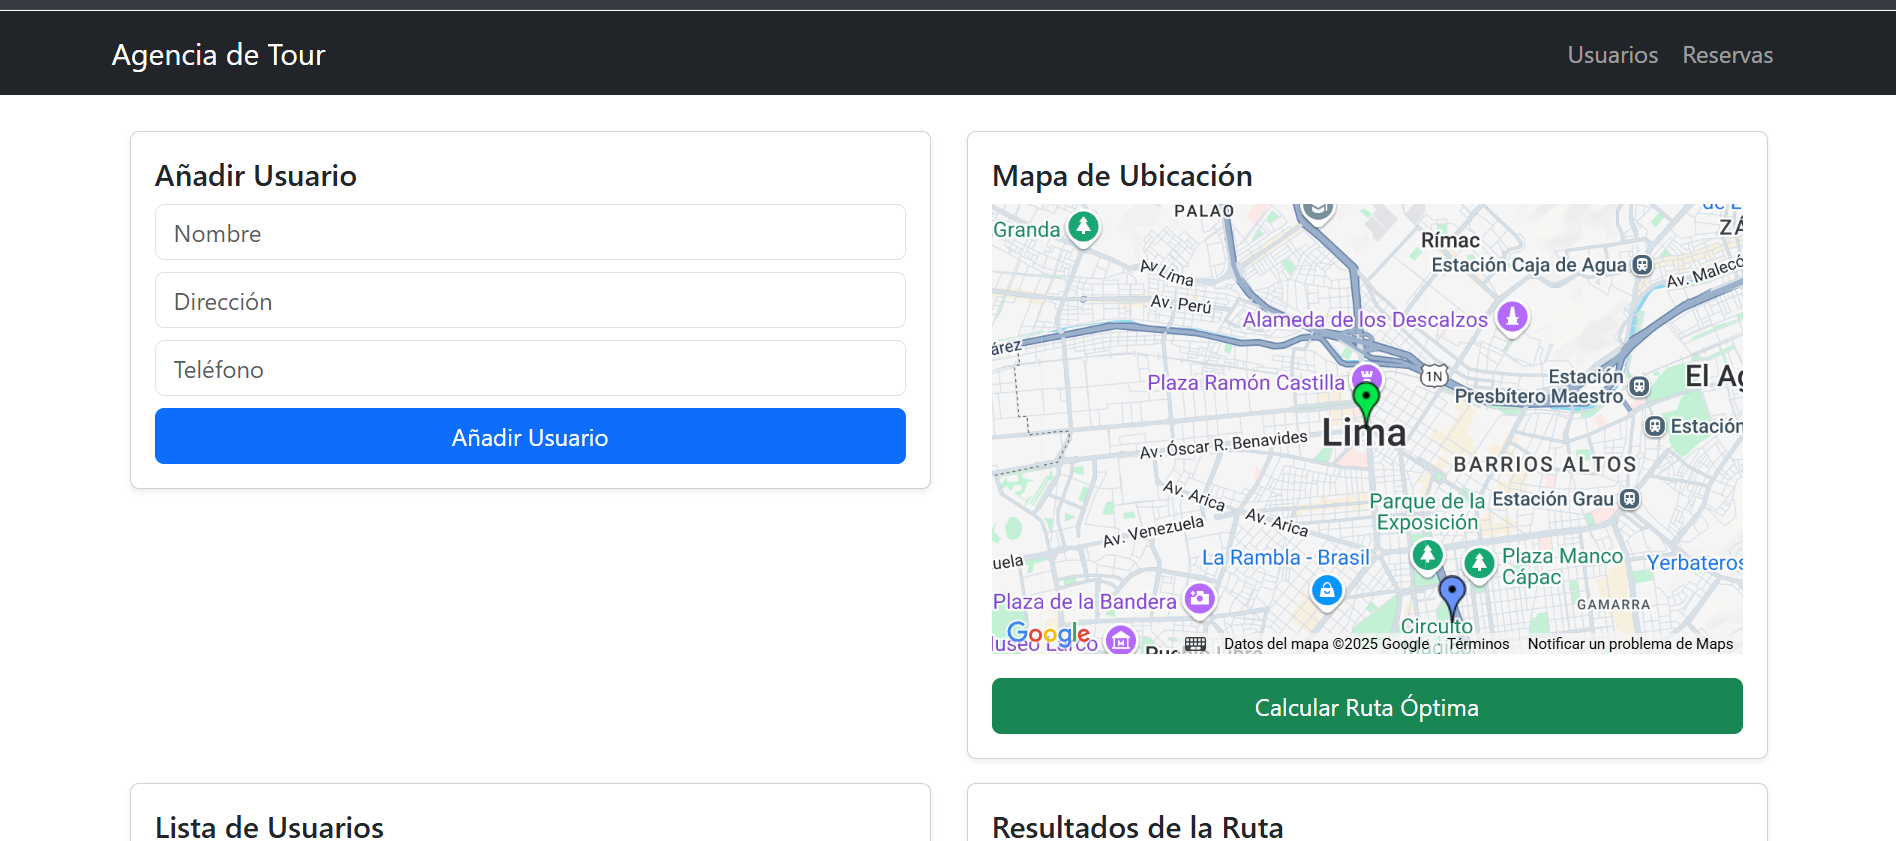 Agencia de Tour
Usuarios
Reservas
Añadir Usuario
Nombre
Dirección
Teléfono
Añadir Usuario
Mapa de Ubicación
PALAO
Granda
Rímac
Estación Caja de Agua
Av. Malecó
Av. Lima
Av. Perú
Alameda de los Descalzos
árez
Plaza Ramón Castilla
1N
Estación
Presbítero Maestro
El Ag
Lima
Estación
Av. Óscar R. Benavides
BARRIOS ALTOS
Av. Arica
Parque de la
Exposición
Estación Grau
Av. Venezuela
Av. Arica
La Rambla - Brasil
Plaza Manco
Cápac
Yerbateros
uela
Plaza de la Bandera
GAMARRA
Circuito
Google
Museo Larco
Datos del mapa ©2025 Google
Términos
Notificar un problema de Maps
Calcular Ruta Óptima
Lista de Usuarios
Resultados de la Ruta